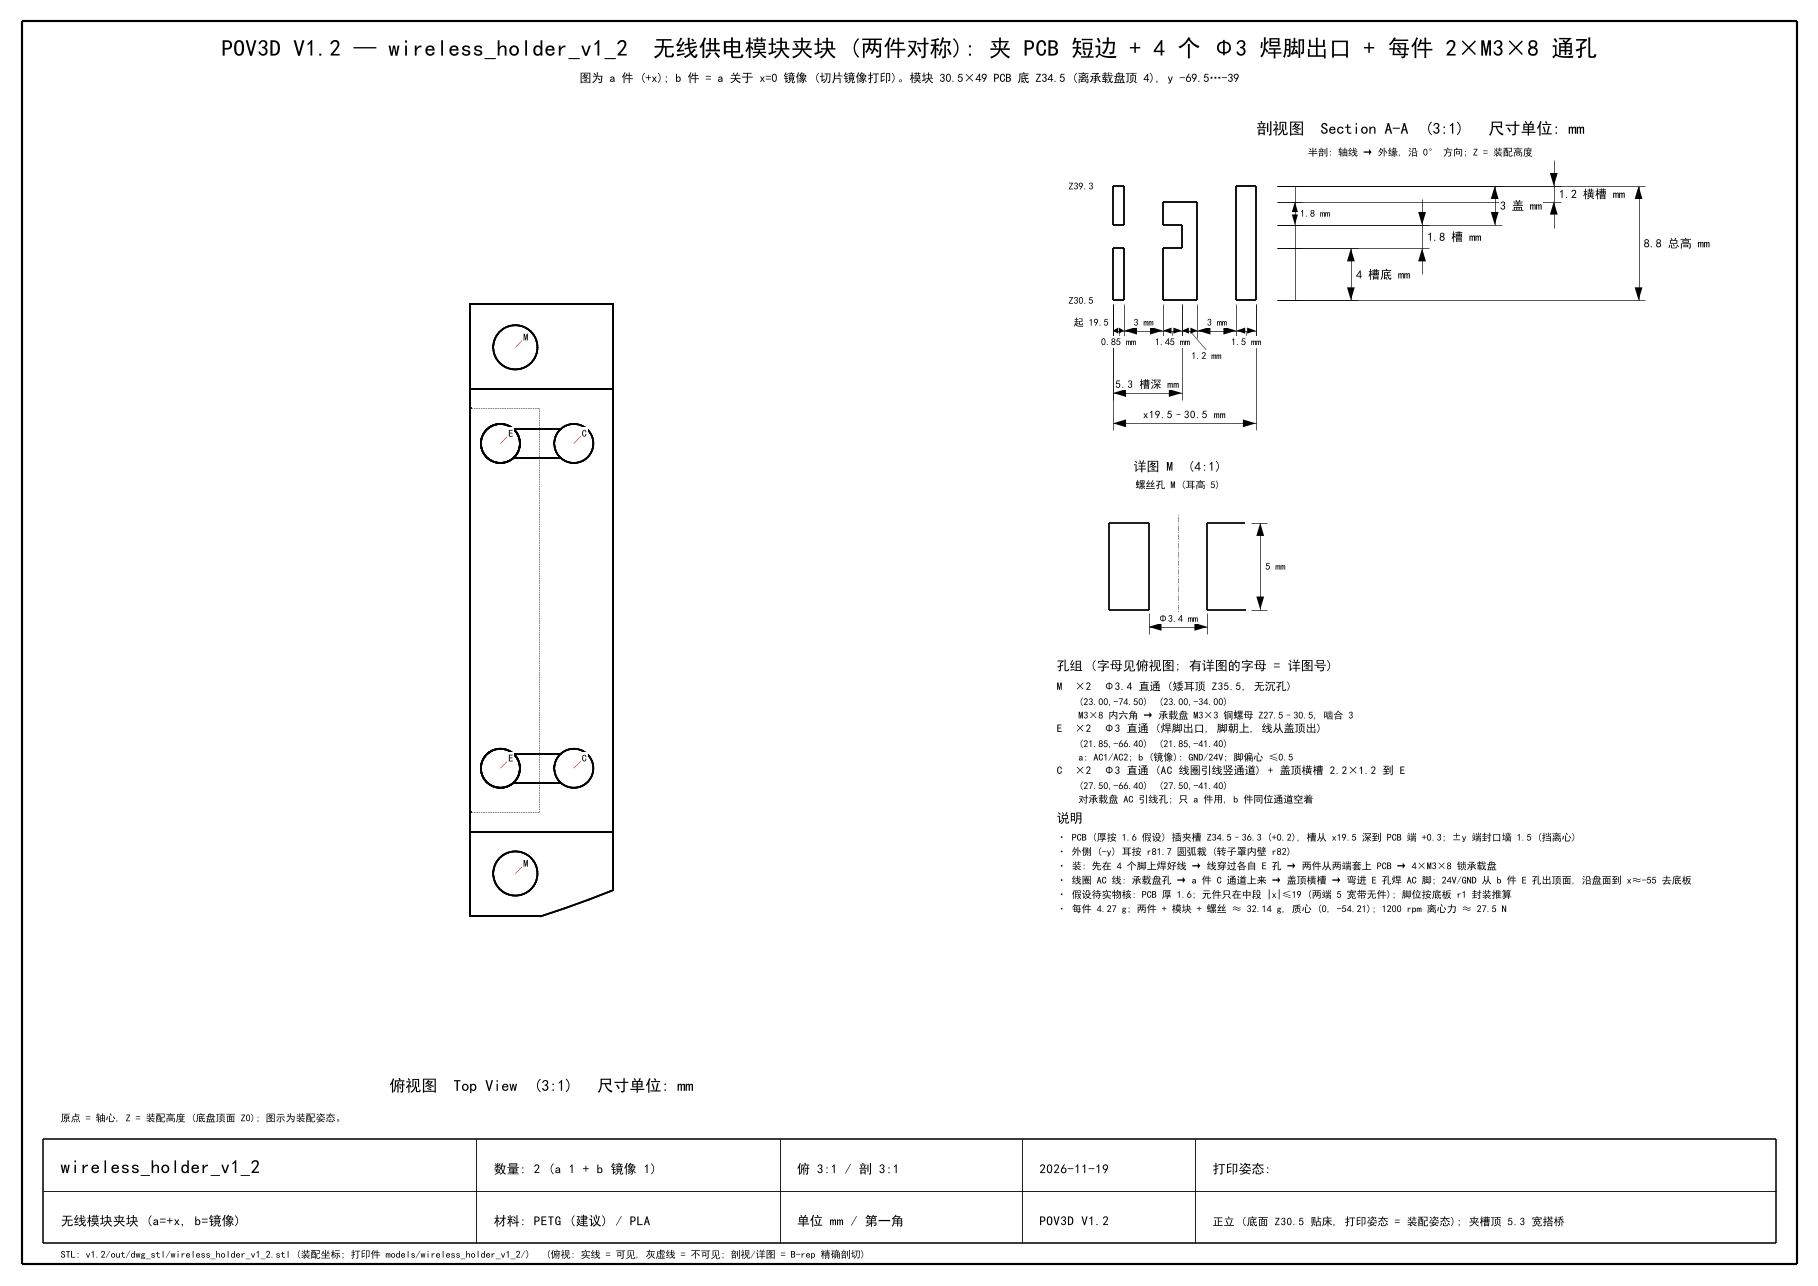 POV3D V1.2 — wireless_holder_v1_2  无线供电模块夹块 (两件对称): 夹 PCB 短边 + 4 个 Φ3 焊脚出口 + 每件 2×M3×8 通孔
图为 a 件 (+x); b 件 = a 关于 x=0 镜像 (切片镜像打印)。模块 30.5×49 PCB 底 Z34.5 (离承载盘顶 4), y -69.5…-39
剖视图  Section A-A  (3:1)   尺寸单位: mm
半剖: 轴线 → 外缘, 沿 0° 方向; Z = 装配高度
Z39.3
1.2 横槽 mm
3 盖 mm
1.8 mm
1.8 槽 mm
8.8 总高 mm
4 槽底 mm
Z30.5
起 19.5
3 mm
3 mm
0.85 mm
1.45 mm
1.5 mm
1.2 mm
5.3 槽深 mm
x19.5–30.5 mm
M
E
C
E
C
M
详图 M  (4:1)
螺丝孔 M (耳高 5)
5 mm
Φ3.4 mm
孔组 (字母见俯视图; 有详图的字母 = 详图号)
M  ×2  Φ3.4 直通 (矮耳顶 Z35.5, 无沉孔)
(23.00,-74.50)  (23.00,-34.00)
M3×8 内六角 → 承载盘 M3×3 铜螺母 Z27.5–30.5, 啮合 3
E  ×2  Φ3 直通 (焊脚出口, 脚朝上, 线从盖顶出)
(21.85,-66.40)  (21.85,-41.40)
a: AC1/AC2; b (镜像): GND/24V; 脚偏心 ≤0.5
C  ×2  Φ3 直通 (AC 线圈引线竖通道) + 盖顶横槽 2.2×1.2 到 E
(27.50,-66.40)  (27.50,-41.40)
对承载盘 AC 引线孔; 只 a 件用, b 件同位通道空着
说明
· PCB (厚按 1.6 假设) 插夹槽 Z34.5–36.3 (+0.2), 槽从 x19.5 深到 PCB 端 +0.3; ±y 端封口墙 1.5 (挡离心)
· 外侧 (-y) 耳按 r81.7 圆弧裁 (转子罩内壁 r82)
· 装: 先在 4 个脚上焊好线 → 线穿过各自 E 孔 → 两件从两端套上 PCB → 4×M3×8 锁承载盘
· 线圈 AC 线: 承载盘孔 → a 件 C 通道上来 → 盖顶横槽 → 弯进 E 孔焊 AC 脚; 24V/GND 从 b 件 E 孔出顶面, 沿盘面到 x≈-55 去底板
· 假设待实物核: PCB 厚 1.6; 元件只在中段 |x|≤19 (两端 5 宽带无件); 脚位按底板 r1 封装推算
· 每件 4.27 g; 两件 + 模块 + 螺丝 ≈ 32.14 g, 质心 (0, -54.21); 1200 rpm 离心力 ≈ 27.5 N
俯视图  Top View  (3:1)   尺寸单位: mm
原点 = 轴心, Z = 装配高度 (底盘顶面 Z0); 图示为装配姿态。
wireless_holder_v1_2
数量: 2 (a 1 + b 镜像 1)
俯 3:1 / 剖 3:1
2026-11-19
打印姿态:
无线模块夹块 (a=+x, b=镜像)
材料: PETG (建议) / PLA
单位 mm / 第一角
POV3D V1.2
正立 (底面 Z30.5 贴床, 打印姿态 = 装配姿态); 夹槽顶 5.3 宽搭桥
STL: v1.2/out/dwg_stl/wireless_holder_v1_2.stl (装配坐标; 打印件 models/wireless_holder_v1_2/)   (俯视: 实线 = 可见, 灰虚线 = 不可见; 剖视/详图 = B-rep 精确剖切)